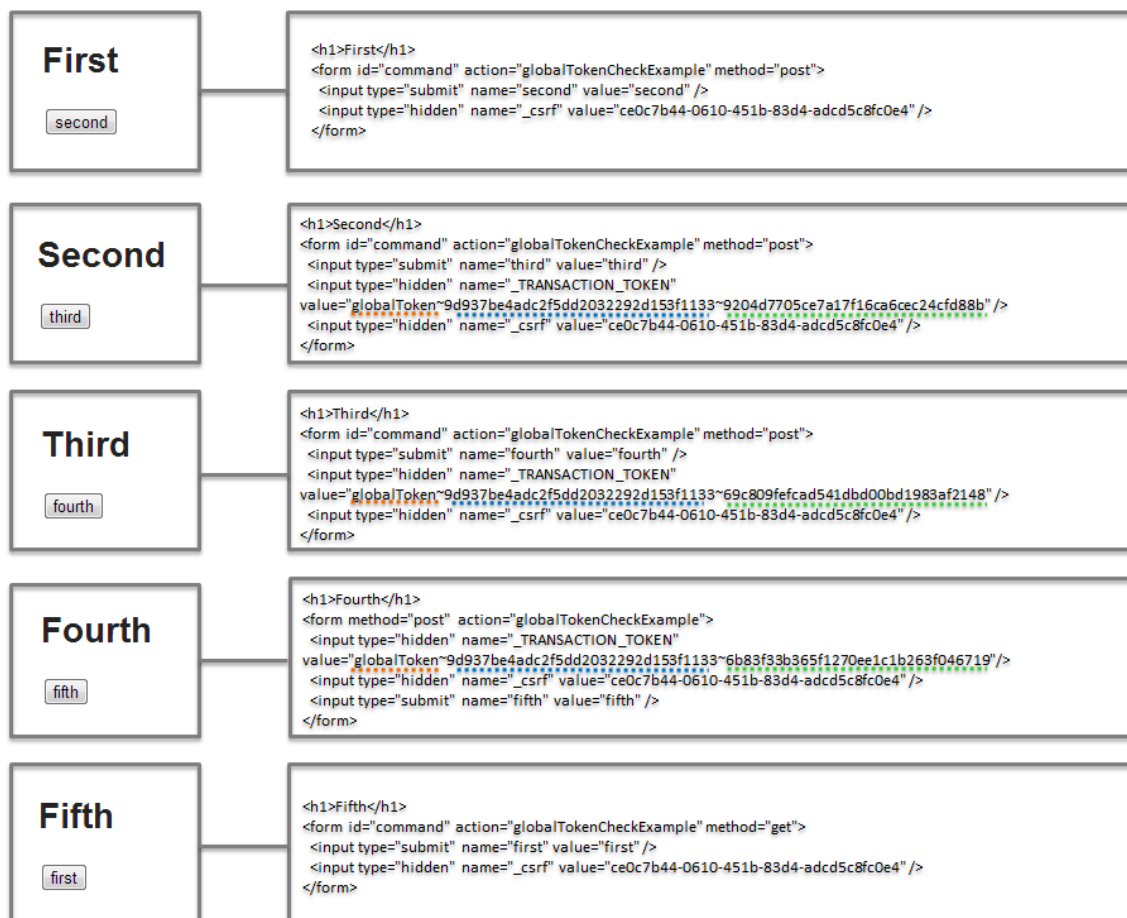 First
second
<h1>First</h1>
<form id="command" action="globalTokenCheckExample" method="post">
<input type="submit" name="second" value="second" />
<input type="hidden" name="_csrf" value="ce0c7b44-0610-451b-83d4-adcd5c8fc0e4" />
</form>
Second
third
<h1>Second</h1>
<form id="command" action="globalTokenCheckExample" method="post">
<input type="submit" name="third" value="third" />
<input type="hidden" name="_TRANSACTION_TOKEN"
value="globalToken~9d937be4adc2f5dd2032292d153f1133~9204d7705ce7a17f16ca6cec24cfd88b" />
<input type="hidden" name="_csrf" value="ce0c7b44-0610-451b-83d4-adcd5c8fc0e4" />
</form>
Third
fourth
<h1>Third</h1>
<form id="command" action="globalTokenCheckExample" method="post">
<input type="submit" name="fourth" value="fourth" />
<input type="hidden" name="_TRANSACTION_TOKEN"
value="globalToken~9d937be4adc2f5dd2032292d153f1133~69c809fefcad541dbd00bd1983af2148" />
<input type="hidden" name="_csrf" value="ce0c7b44-0610-451b-83d4-adcd5c8fc0e4" />
</form>
Fourth
fifth
<h1>Fourth</h1>
<form method="post" action="globalTokenCheckExample">
<input type="hidden" name="_TRANSACTION_TOKEN"
value="globalToken~9d937be4adc2f5dd2032292d153f1133~6b83f33b365f1270ee1c1b263f046719"/>
<input type="hidden" name="_csrf" value="ce0c7b44-0610-451b-83d4-adcd5c8fc0e4" />
<input type="submit" name="fifth" value="fifth" />
</form>
Fifth
first
<h1>Fifth</h1>
<form id="command" action="globalTokenCheckExample" method="get">
<input type="submit" name="first" value="first" />
<input type="hidden" name="_csrf" value="ce0c7b44-0610-451b-83d4-adcd5c8fc0e4" />
</form>